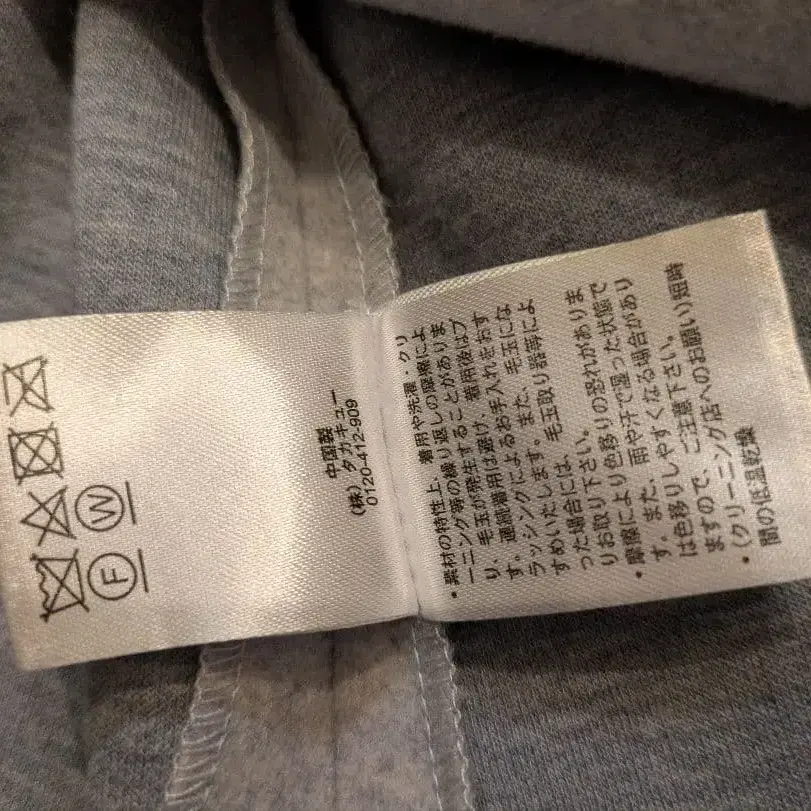 F W
中国製
(株) タカキュー
0120-412-909
・素材の特性上、着用や洗濯・クリ
ーニング等の繰り返しの摩擦によ
り、毛玉が発生することがありま
す。連続着用は避け、着用後はブ
ラッシングによるお手入れをおす
すめいたします。また、毛玉にな
った場合には、毛玉取り器等によ
りお取り下さい。
・摩擦により色移りの恐れがありま
す。また、雨や汗で湿った状態で
は色移りしやすくなる場合があり
ますので、ご注意下さい。
・(クリーニング店へのお願い)短時
間の低温乾燥